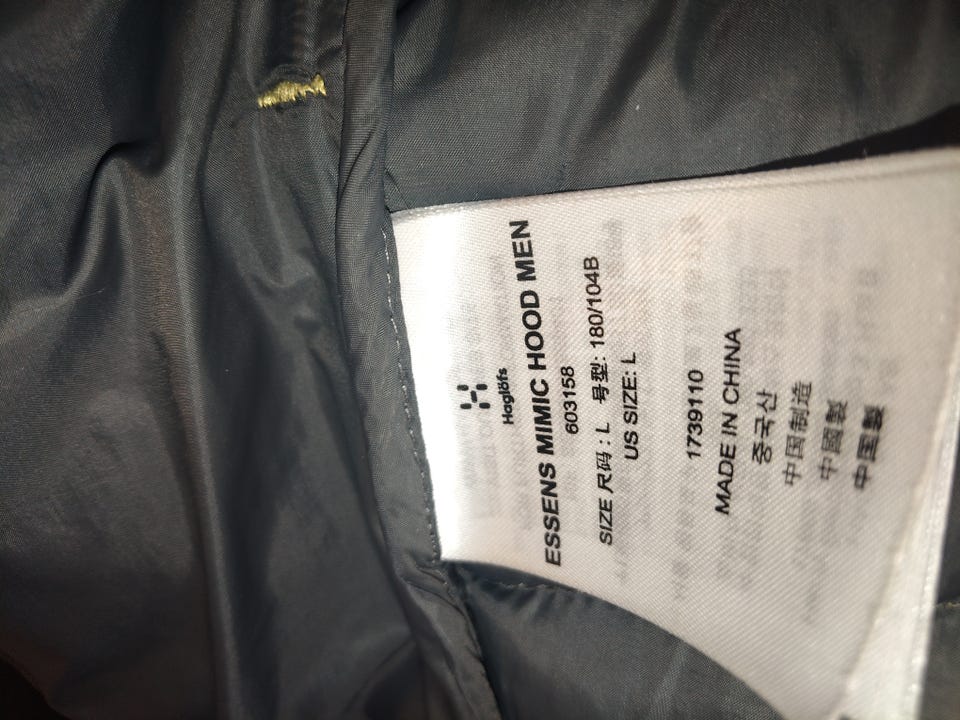 Haglöfs
ESSENS MIMIC HOOD MEN
603158
SIZE 尺码 : L 号型: 180/104B
US SIZE: L
1739110
MADE IN CHINA
중국산
中国制造
中國製
中国製